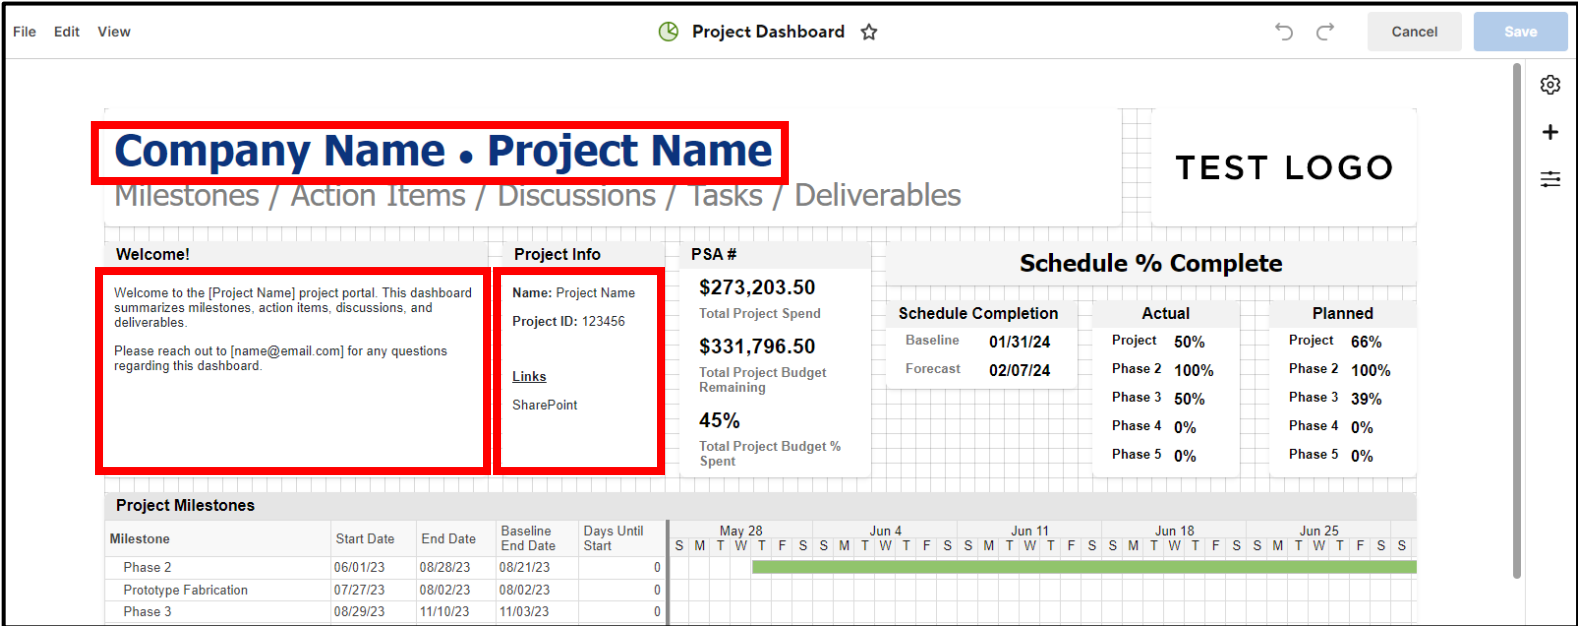 File Edit View
Project Dashboard
Cancel
Save
Company Name • Project Name
Milestones / Action Items / Discussions / Tasks / Deliverables
TEST LOGO
Welcome!
Welcome to the [Project Name] project portal. This dashboard
summarizes milestones, action items, discussions, and
deliverables.
Please reach out to [name@email.com] for any questions
regarding this dashboard.
Project Info
Name: Project Name
Project ID: 123456
Links
SharePoint
PSA #
$273,203.50
Total Project Spend
$331,796.50
Total Project Budget
Remaining
45%
Total Project Budget %
Spent
Schedule % Complete
Schedule Completion
Baseline 01/31/24
Forecast 02/07/24
Actual
Project 50%
Phase 2 100%
Phase 3 50%
Phase 4 0%
Phase 5 0%
Planned
Project 66%
Phase 2 100%
Phase 3 39%
Phase 4 0%
Phase 5 0%
Project Milestones
Milestone
Start Date
End Date
Baseline
End Date
Days Until
Start
May 28 Jun 4 Jun 11 Jun 18 Jun 25
S M T W T F S S M T W T F S S M T W T F S S M T W T F S S M T W T F S S
Phase 2 06/01/23 08/28/23 08/21/23 0
Prototype Fabrication 07/27/23 08/02/23 08/02/23 0
Phase 3 08/29/23 11/10/23 11/03/23 0